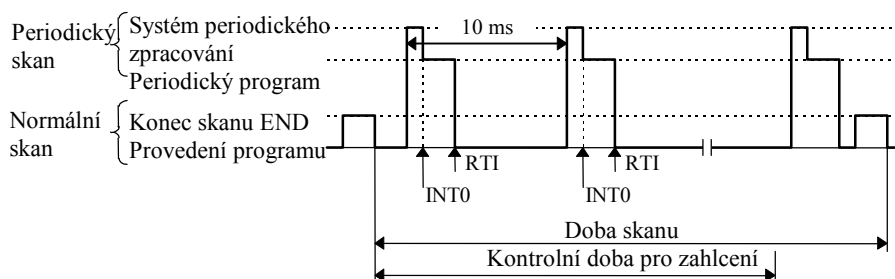 Periodický
skan
Systém periodického
zpracování
Periodický program
10 ms
Normální
skan
Konec skanu END
Provedení programu
RTI
RTI
INT0
INT0
Doba skanu
Kontrolní doba pro zahlcení